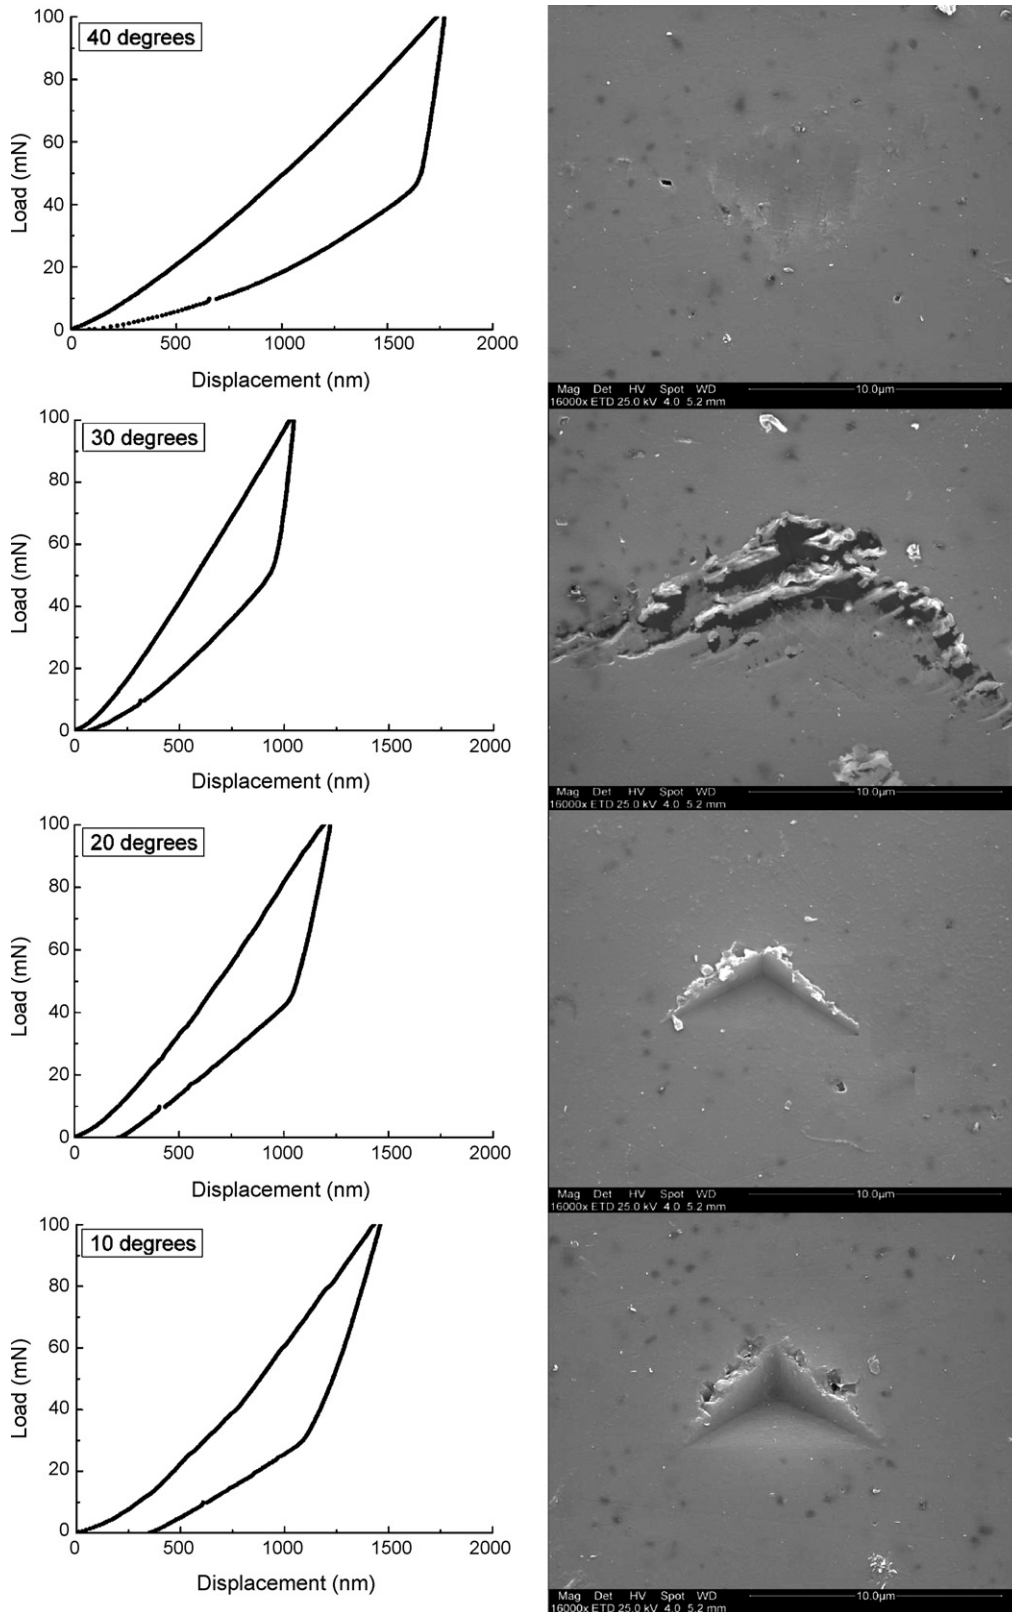 40 degrees
Load (mN)
100
80
60
40
20
0
0 500 1000 1500 2000
Displacement (nm)
Mag Det HV Spot WD 10.0µm
16000x ETD 25.0 kV 4.0 5.2 mm
30 degrees
Load (mN)
100
80
60
40
20
0
0 500 1000 1500 2000
Displacement (nm)
Mag Det HV Spot WD 10.0µm
16000x ETD 25.0 kV 4.0 5.2 mm
20 degrees
Load (mN)
100
80
60
40
20
0
0 500 1000 1500 2000
Displacement (nm)
Mag Det HV Spot WD 10.0µm
16000x ETD 25.0 kV 4.0 5.2 mm
10 degrees
Load (mN)
100
80
60
40
20
0
0 500 1000 1500 2000
Displacement (nm)
Mag Det HV Spot WD 10.0µm
16000x ETD 25.0 kV 4.0 5.2 mm